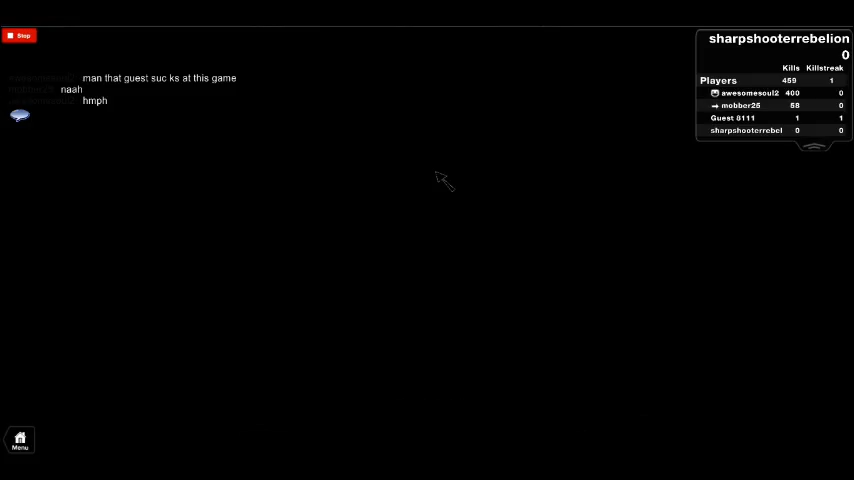 Stop
sharpshooterrebelion
0
Kills Killstreak
Players 459 1
awesomesoul2 400 0
mobber25 58 0
Guest 8111 1 1
sharpshooterrebel 0 0
man that guest suc ks at this game
naah
hmph
Menu